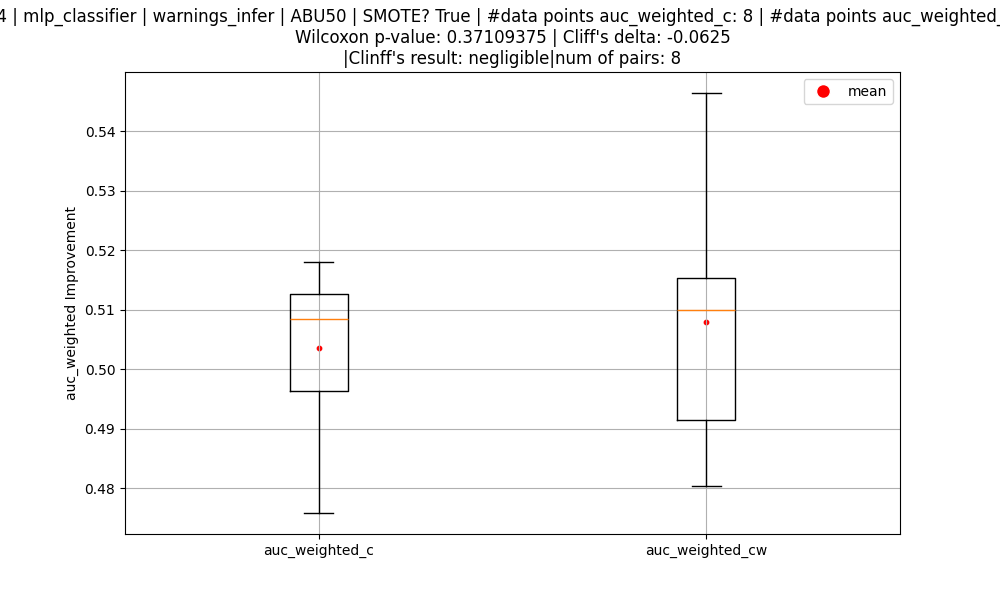 4 | mlp_classifier | warnings_infer | ABU50 | SMOTE? True | #data points auc_weighted_c: 8 | #data points auc_weighted_
Wilcoxon p-value: 0.37109375 | Cliff's delta: -0.0625
|Clinff's result: negligible|num of pairs: 8
mean
0.54
0.53
0.52
0.51
0.50
0.49
0.48
auc_weighted Improvement
auc_weighted_c
auc_weighted_cw